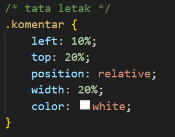 /* tata letak */
.komentar {
left: 10%;
top: 20%;
position: relative;
width: 20%;
color: white;
}